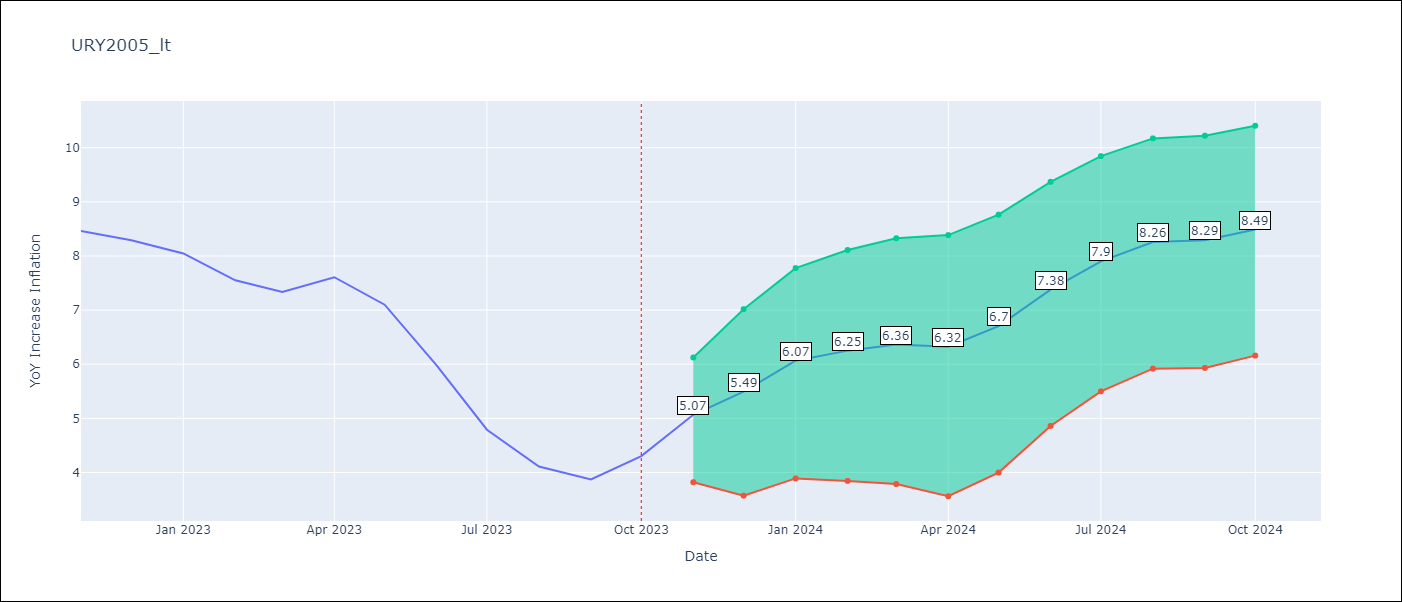 URY2005_lt
YoY Increase Inflation
10
9
8
7
6
5
4
5.07
5.49
6.07
6.25
6.36
6.32
6.7
7.38
7.9
8.26
8.29
8.49
Jan 2023
Apr 2023
Jul 2023
Oct 2023
Jan 2024
Apr 2024
Jul 2024
Oct 2024
Date